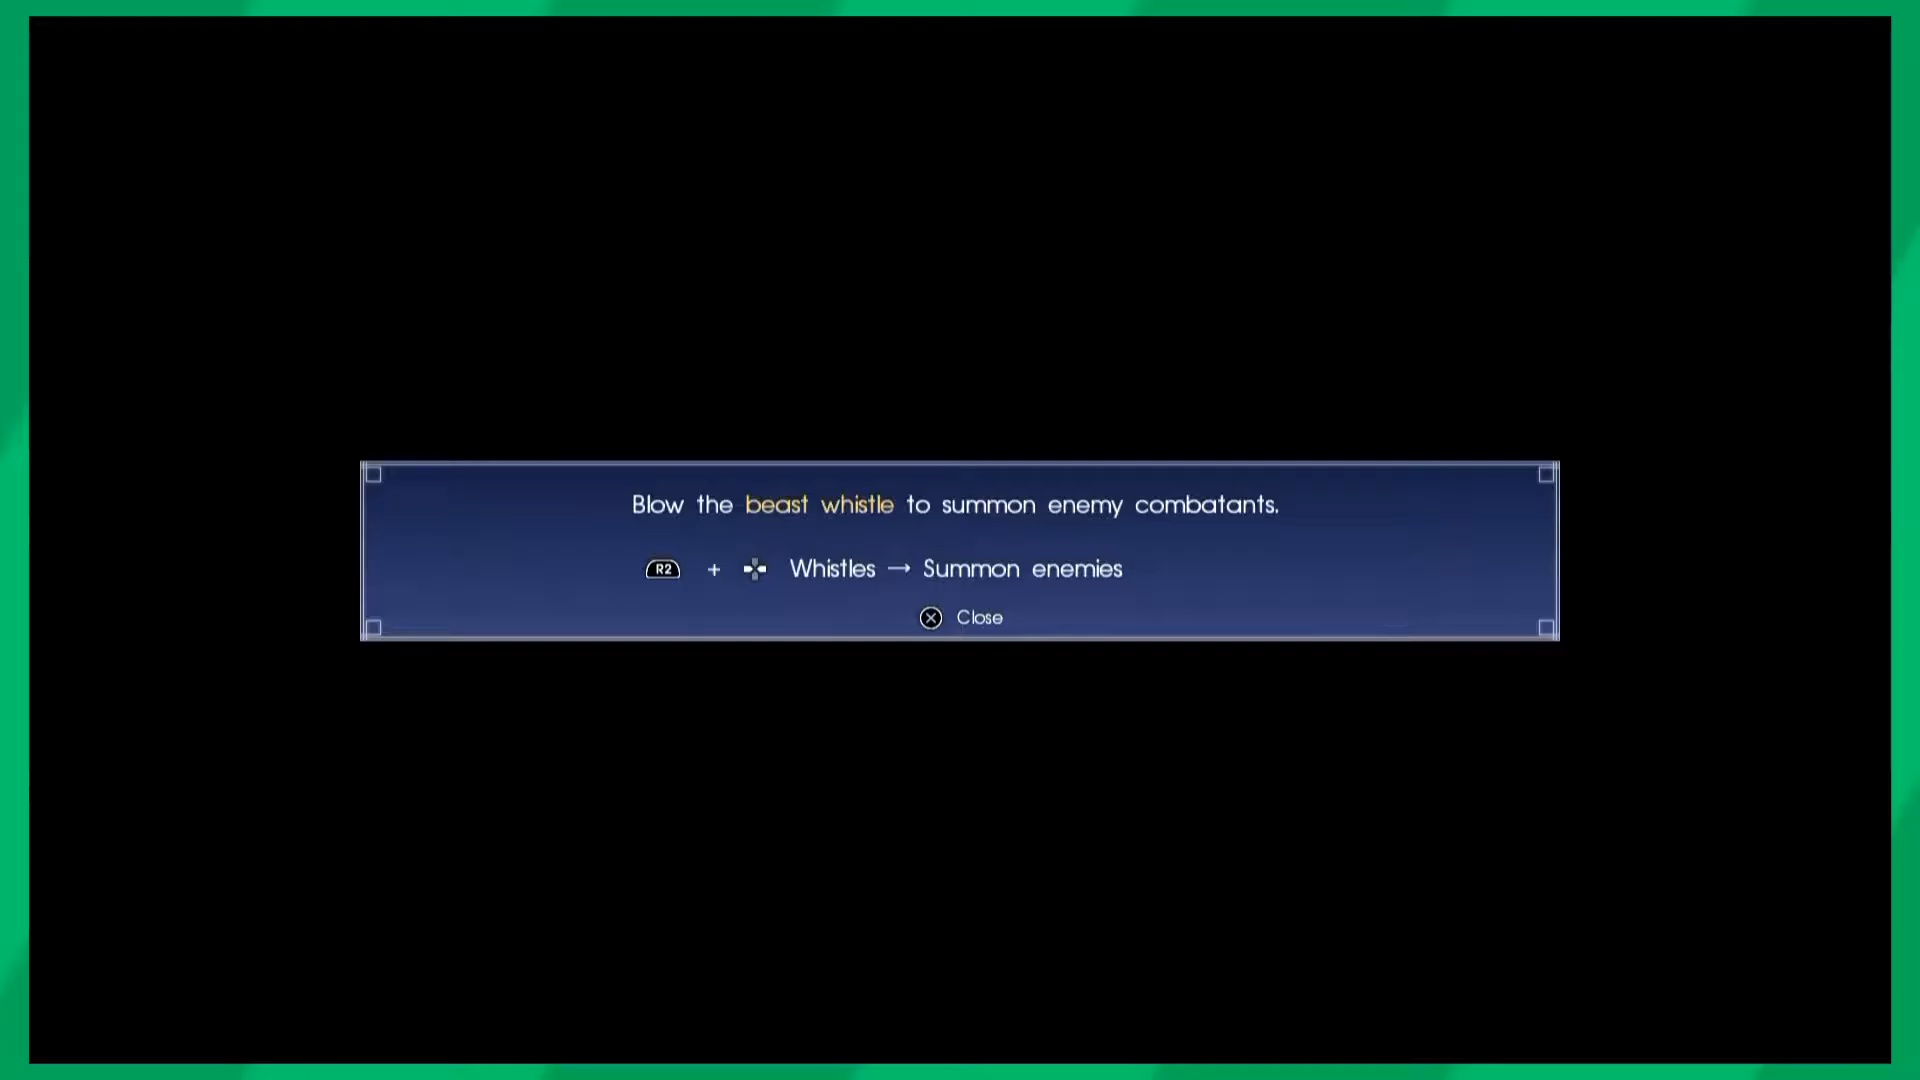 Blow the beast whistle to summon enemy combatants.
R2 + Whistles → Summon enemies
Close